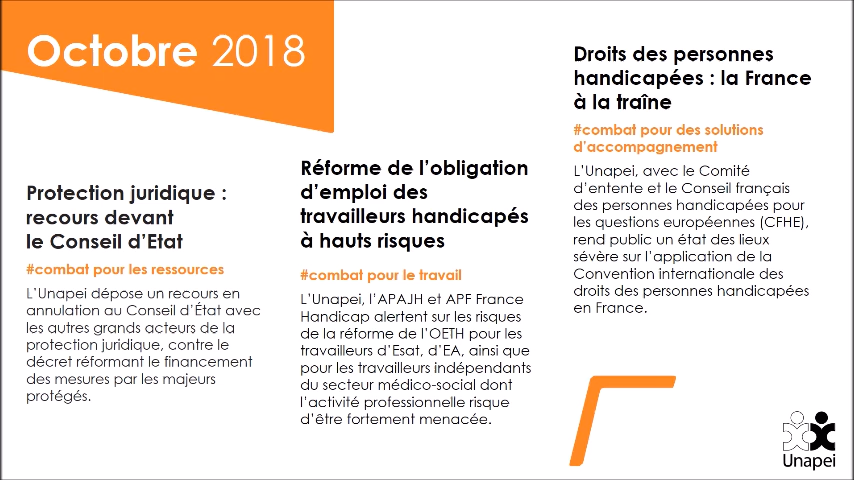 Octobre 2018
Protection juridique :
recours devant
le Conseil d'Etat
#combat pour les ressources
L'Unapei dépose un recours en
annulation au Conseil d'État avec
les autres grands acteurs de la
protection juridique, contre le
décret réformant le financement
des mesures par les majeurs
protégés.
Réforme de l'obligation
d'emploi des
travailleurs handicapés
à hauts risques
#combat pour le travail
L'Unapei, l'APAJH et APF France
Handicap alertent sur les risques
de la réforme de l'OETH pour les
travailleurs d'Esat, d'EA, ainsi que
pour les travailleurs indépendants
du secteur médico-social dont
l'activité professionnelle risque
d'être fortement menacée.
Droits des personnes
handicapées : la France
à la traîne
#combat pour des solutions
d'accompagnement
L'Unapei, avec le Comité
d'entente et le Conseil français
des personnes handicapées pour
les questions européennes (CFHE),
rend public un état des lieux
sévère sur l'application de la
Convention internationale des
droits des personnes handicapées
en France.
Unapei